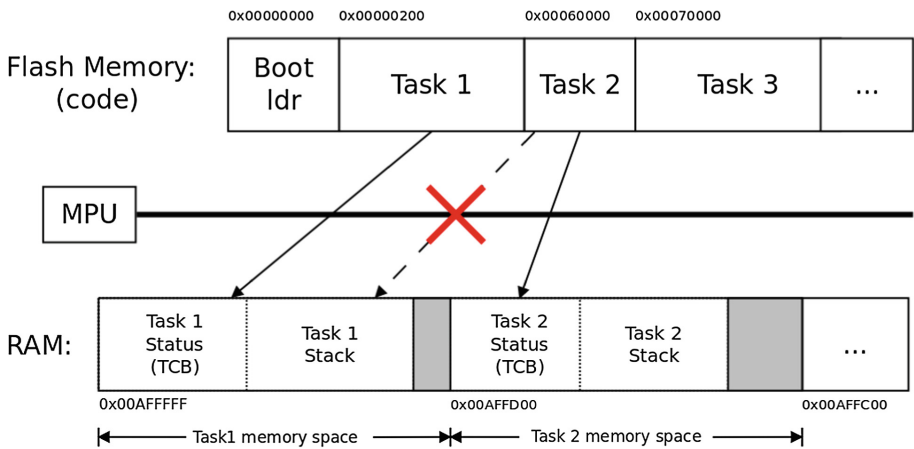 0x00000000 0x00000200 0x00060000 0x00070000
Flash Memory:
(code)
Boot
ldr
Task 1
Task 2
Task 3
...
MPU
RAM:
Task 1
Status
(TCB)
Task 1
Stack
Task 2
Status
(TCB)
Task 2
Stack
...
0x00AFFFFF 0x00AFFD00 0x00AFFC00
Task1 memory space Task 2 memory space